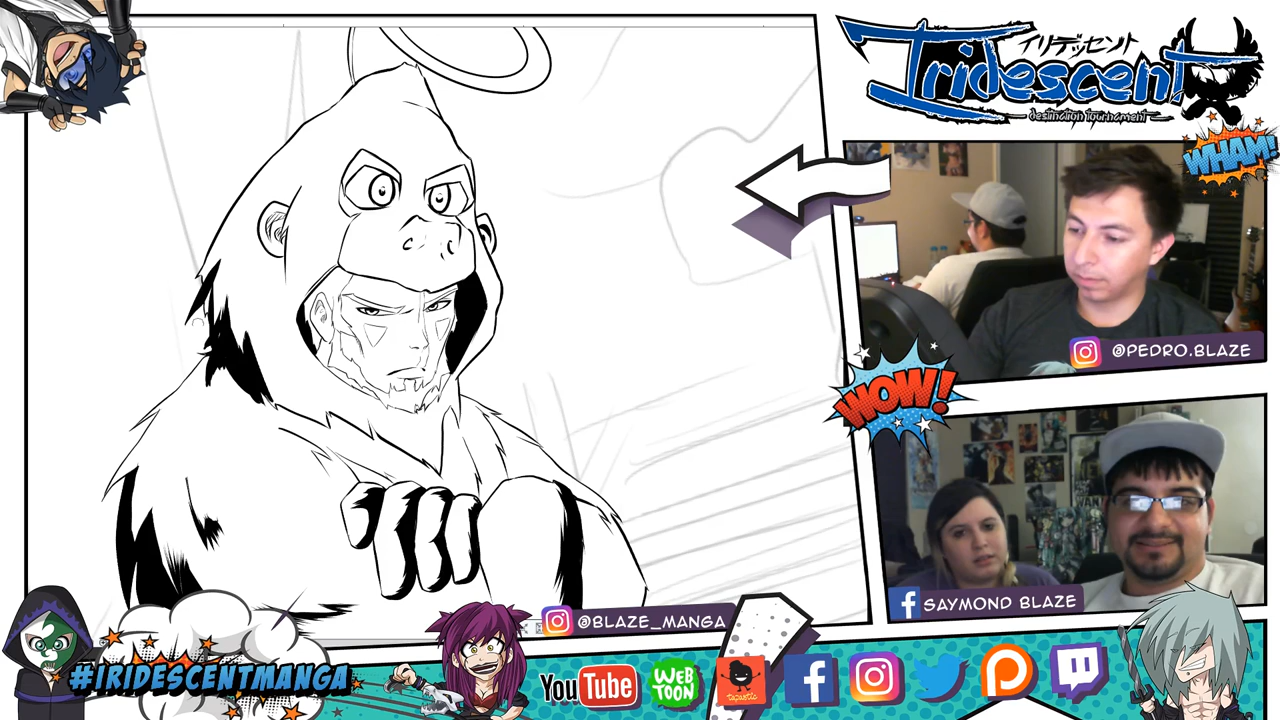 イリデッセント
Iridescent
destination tournament
WHAM!
@PEDRO.BLAZE
WOW!
SAYMOND BLAZE
@BLAZE_MANGA
#IRIDESCENTMANGA
YouTube
WEB
TOON
tapastic